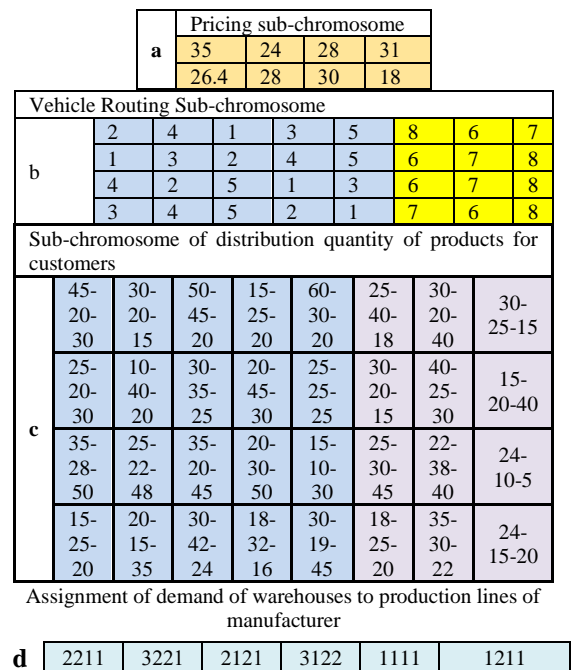 Pricing sub-chromosome
a 35 24 28 31
26.4 28 30 18
Vehicle Routing Sub-chromosome
b
2 4 1 3 5 8 6 7
1 3 2 4 5 6 7 8
4 2 5 1 3 6 7 8
3 4 5 2 1 7 6 8
Sub-chromosome of distribution quantity of products for
customers
c
45- 30- 50- 15- 60- 25- 30- 30-
20- 20- 45- 25- 30- 40- 20- 25-15
30 15 20 20 20 18 40
25- 10- 30- 20- 25- 30- 40- 15-
20- 40- 35- 45- 25- 20- 25- 20-40
30 20 25 30 25 15 30
35- 25- 35- 20- 15- 25- 22- 24-
28- 22- 20- 30- 10- 30- 38- 10-5
50 48 45 50 30 45 40
15- 20- 30- 18- 30- 18- 35- 24-
25- 15- 42- 32- 19- 25- 30- 15-20
20 35 24 16 45 20 22
Assignment of demand of warehouses to production lines of
manufacturer
d 2211 3221 2121 3122 1111 1211